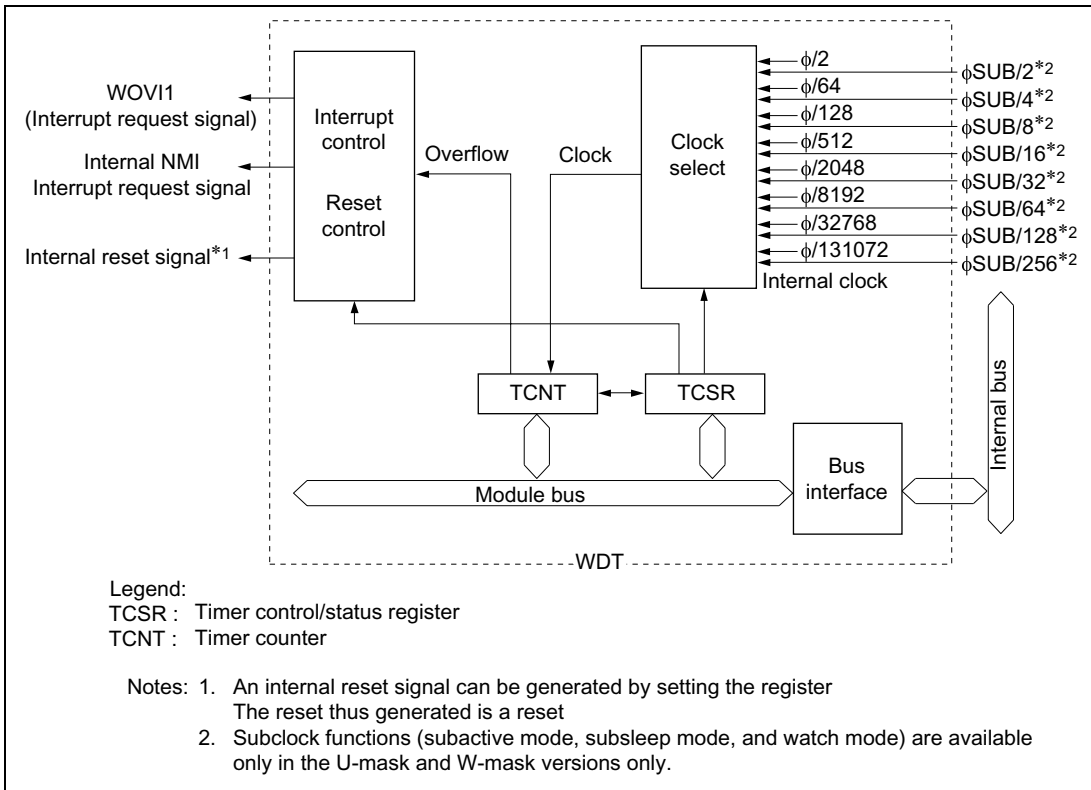 WOVI1
(Interrupt request signal)
Internal NMI
Interrupt request signal
Internal reset signal*1
Interrupt
control
Reset
control
Overflow
Clock
Clock
select
ϕ/2
ϕSUB/2*2
ϕ/64
ϕSUB/4*2
ϕ/128
ϕSUB/8*2
ϕ/512
ϕSUB/16*2
ϕ/2048
ϕSUB/32*2
ϕ/8192
ϕSUB/64*2
ϕ/32768
ϕSUB/128*2
ϕ/131072
ϕSUB/256*2
Internal clock
TCNT
TCSR
Module bus
Bus
interface
Internal bus
WDT
Legend:
TCSR : Timer control/status register
TCNT : Timer counter
Notes: 1. An internal reset signal can be generated by setting the register
The reset thus generated is a reset
2. Subclock functions (subactive mode, subsleep mode, and watch mode) are available
only in the U-mask and W-mask versions only.